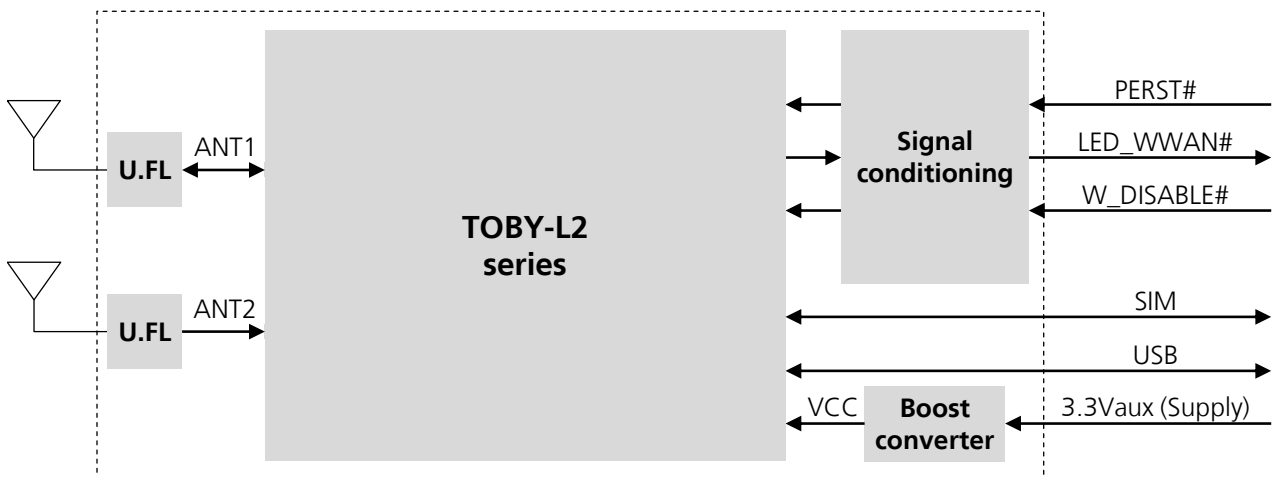 U.FL
ANT1
U.FL
ANT2
TOBY-L2
series
Signal
conditioning
PERST#
LED_WWAN#
W_DISABLE#
SIM
USB
VCC
Boost
converter
3.3Vaux (Supply)